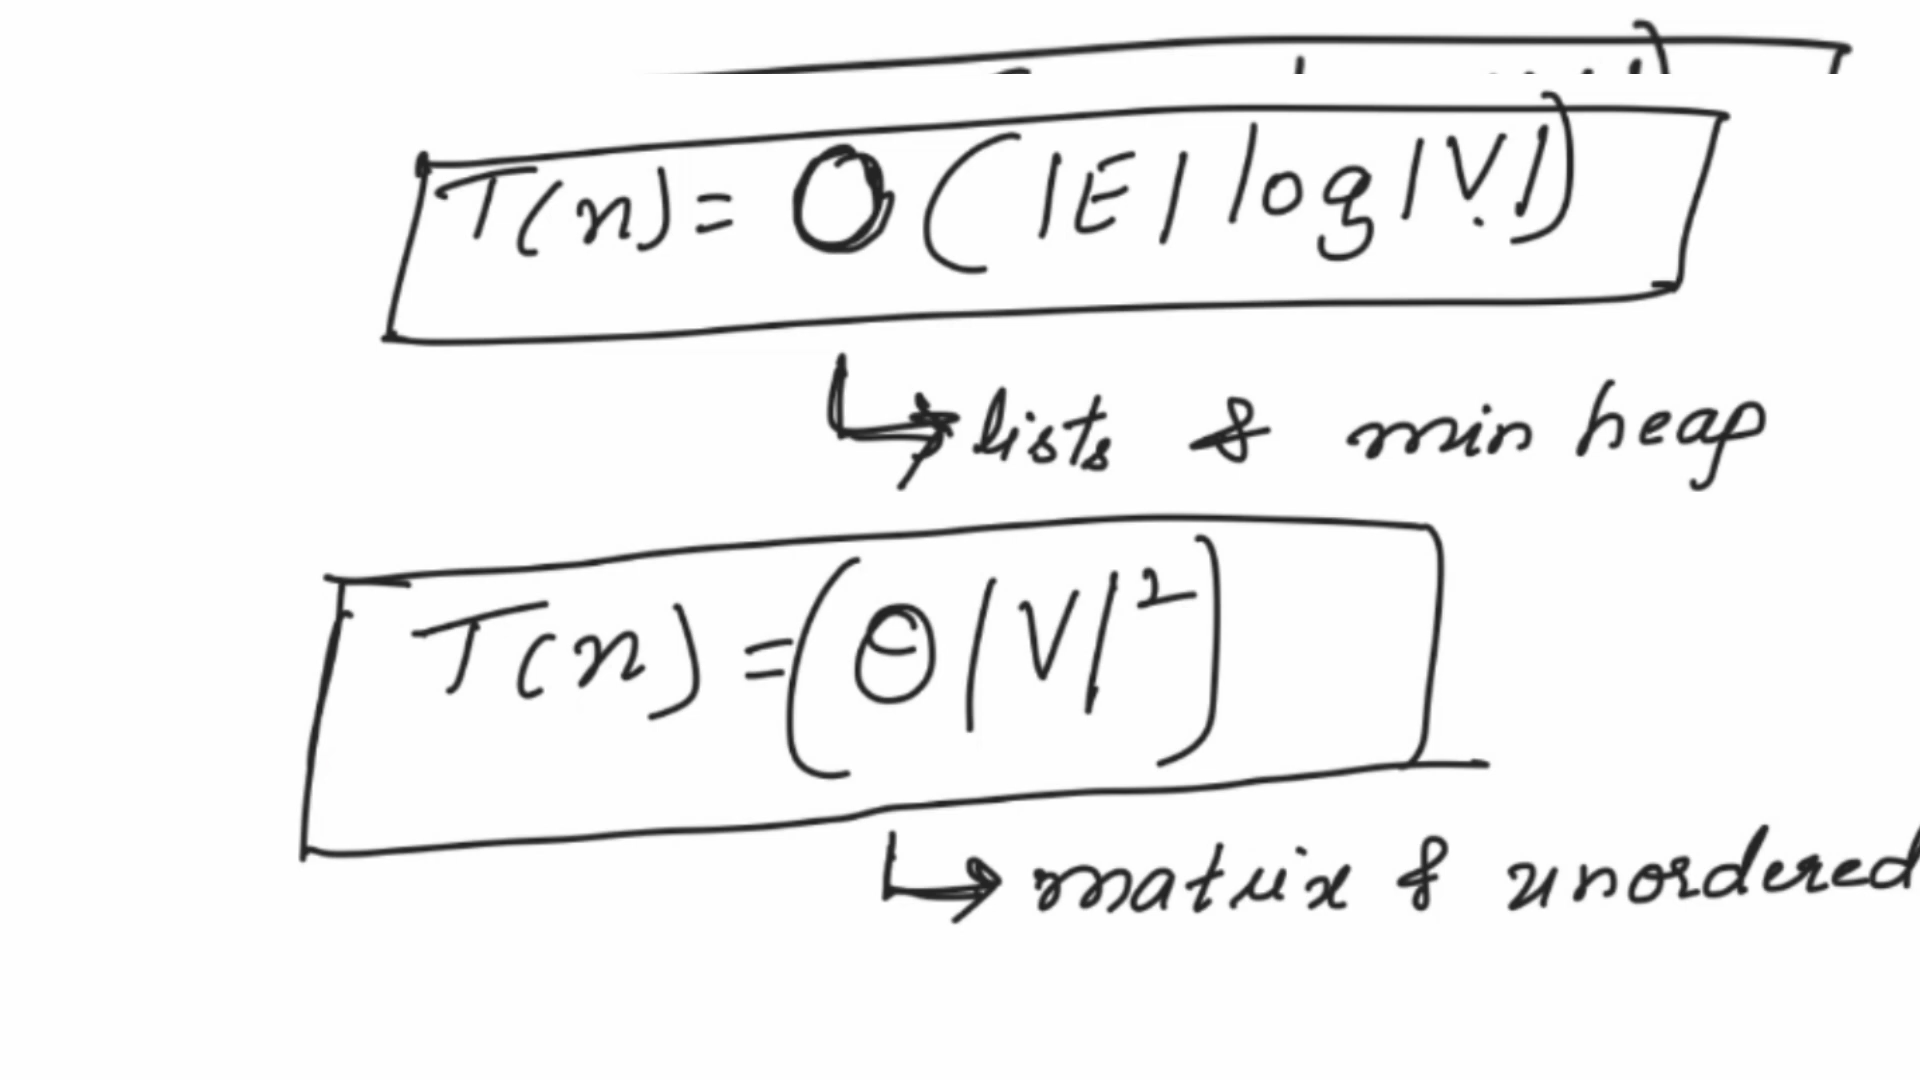 T(n) = O(|E| log |V|)
lists & min heap
T(n) = (Θ|V|²)
matrix & unordered